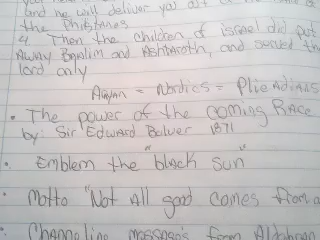 and he will deliver you out of
the Philistines
4. Then the children of israel did put
Away Baalim and Ashtaroth, and served the
lord only
Aryan = Nordics = Plieadians
• The power of the coming Race
by: Sir Edward Bulwer 1871
• Emblem the "black sun"
• Motto "Not All good comes from a
• Channeling massages from Aldebaran